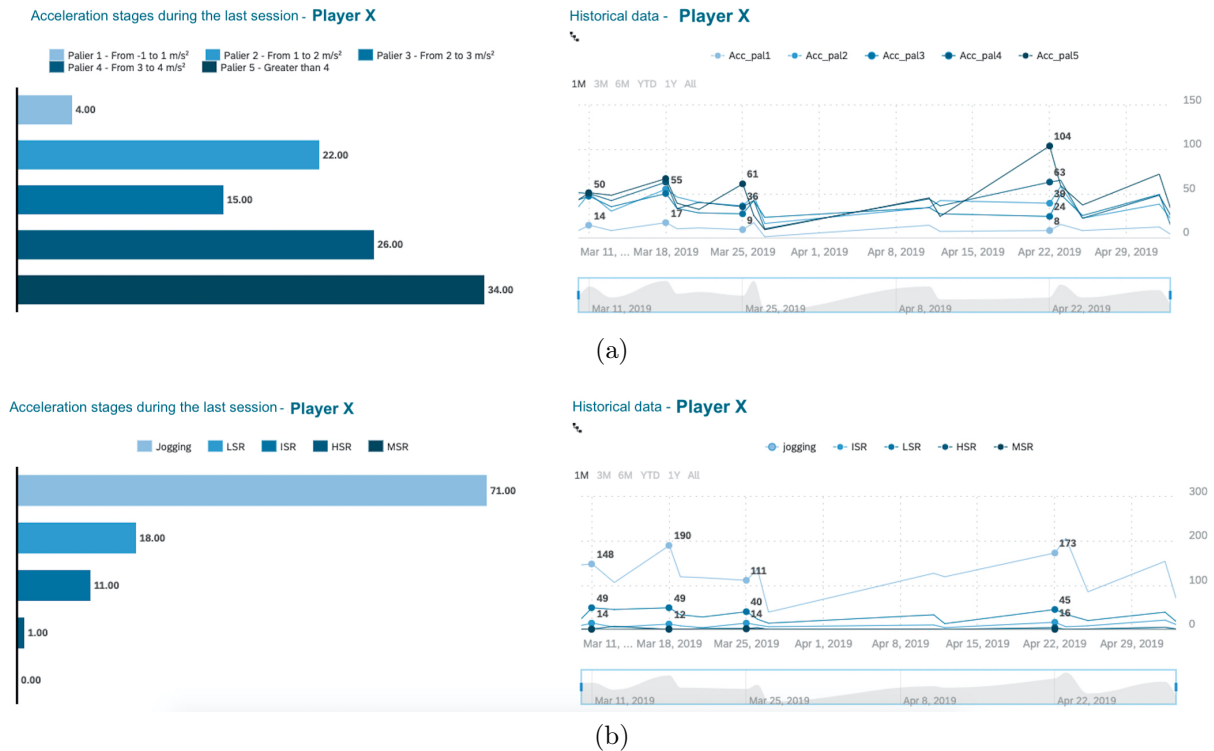 Acceleration stages during the last session - Player X
Palier 1 - From -1 to 1 m/s² Palier 2 - From 1 to 2 m/s² Palier 3 - From 2 to 3 m/s²
Palier 4 - From 3 to 4 m/s² Palier 5 - Greater than 4
4.00
22.00
15.00
26.00
34.00
Historical data - Player X
Acc_pal1 Acc_pal2 Acc_pal3 Acc_pal4 Acc_pal5
1M 3M 6M YTD 1Y All
150
100
50
0
50
14
55
17
61
36
9
104
63
39
24
8
Mar 11, ... Mar 18, 2019 Mar 25, 2019 Apr 1, 2019 Apr 8, 2019 Apr 15, 2019 Apr 22, 2019 Apr 29, 2019
Mar 11, 2019 Mar 25, 2019 Apr 8, 2019 Apr 22, 2019
(a)
Acceleration stages during the last session - Player X
Jogging LSR ISR HSR MSR
71.00
18.00
11.00
1.00
0.00
Historical data - Player X
jogging ISR LSR HSR MSR
1M 3M 6M YTD 1Y All
300
200
100
0
148
49
14
190
49
12
111
40
14
173
45
16
Mar 11, ... Mar 18, 2019 Mar 25, 2019 Apr 1, 2019 Apr 8, 2019 Apr 15, 2019 Apr 22, 2019 Apr 29, 2019
Mar 11, 2019 Mar 25, 2019 Apr 8, 2019 Apr 22, 2019
(b)